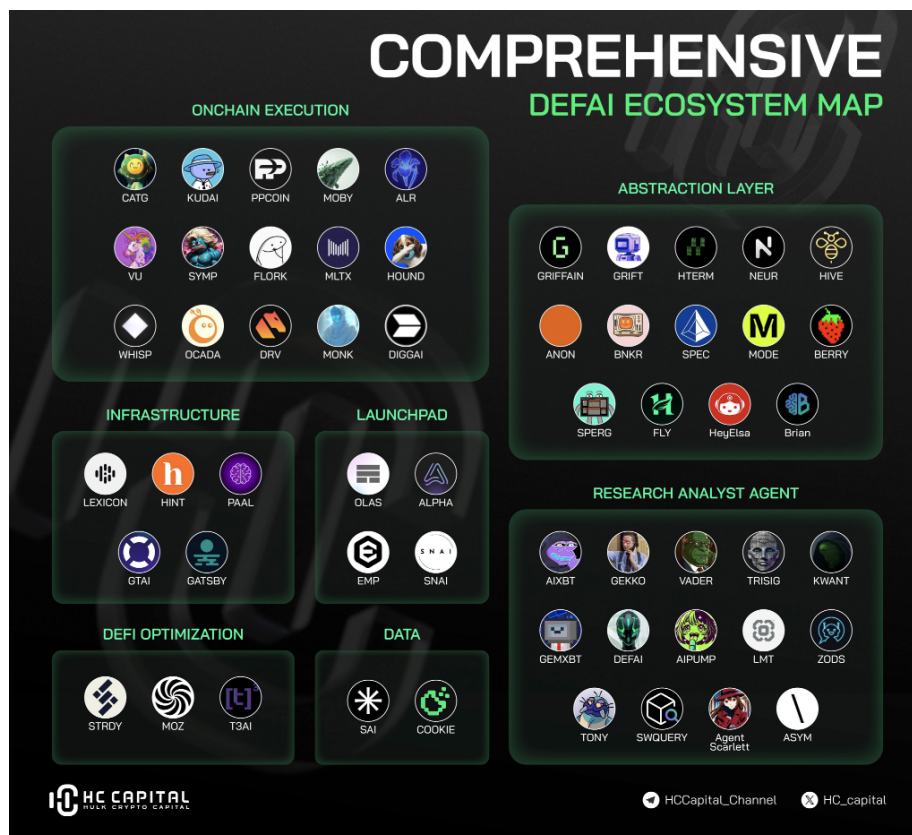 COMPREHENSIVE
DEFAI ECOSYSTEM MAP
ONCHAIN EXECUTION
CATG KUDAI PPCOIN MOBY ALR
VU SYMP FLORK MLTX HOUND
WHISP OCADA DRV MONK DIGGAI
ABSTRACTION LAYER
GRIFFAIN GRIFT HTERM NEUR HIVE
ANON BNKR SPEC MODE BERRY
SPERG FLY HeyElsa Brian
INFRASTRUCTURE
LEXICON HINT PAAL
GTAI GATSBY
LAUNCHPAD
OLAS ALPHA
EMP SNAI
RESEARCH ANALYST AGENT
AIXBT GEKKO VADER TRISIG KWANT
GEMXBT DEFAI AIPUMP LMT ZODS
TONY SWQUERY Agent Scarlett ASYM
DEFI OPTIMIZATION
STRDY MOZ T3AI
DATA
SAI COOKIE
HC CAPITAL
HULK CRYPTO CAPITAL
HCCapital_Channel HC_capital